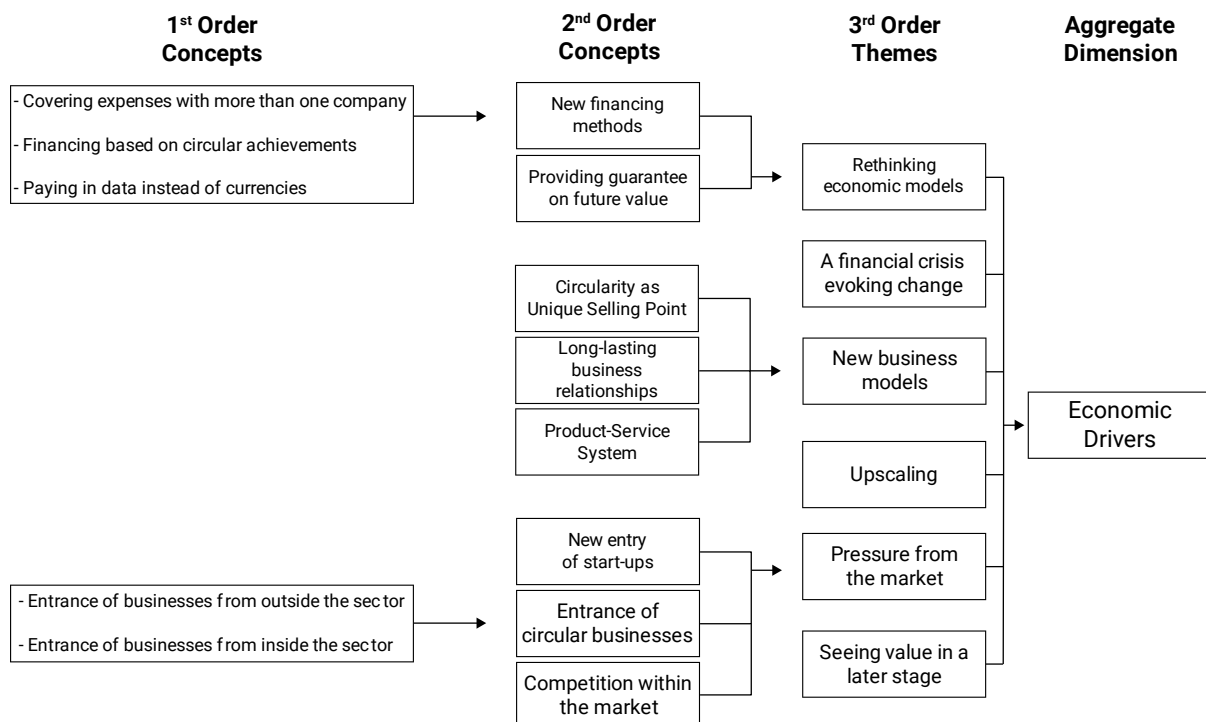 1st Order
Concepts
2nd Order
Concepts
3rd Order
Themes
Aggregate
Dimension
- Covering expenses with more than one company
- Financing based on circular achievements
- Paying in data instead of currencies
New financing
methods
Providing guarantee
on future value
Rethinking
economic models
A financial crisis
evoking change
Circularity as
Unique Selling Point
Long-lasting
business
relationships
Product-Service
System
New business
models
Economic
Drivers
Upscaling
- Entrance of businesses from outside the sector
- Entrance of businesses from inside the sector
New entry
of start-ups
Entrance of
circular businesses
Competition within
the market
Pressure from
the market
Seeing value in a
later stage